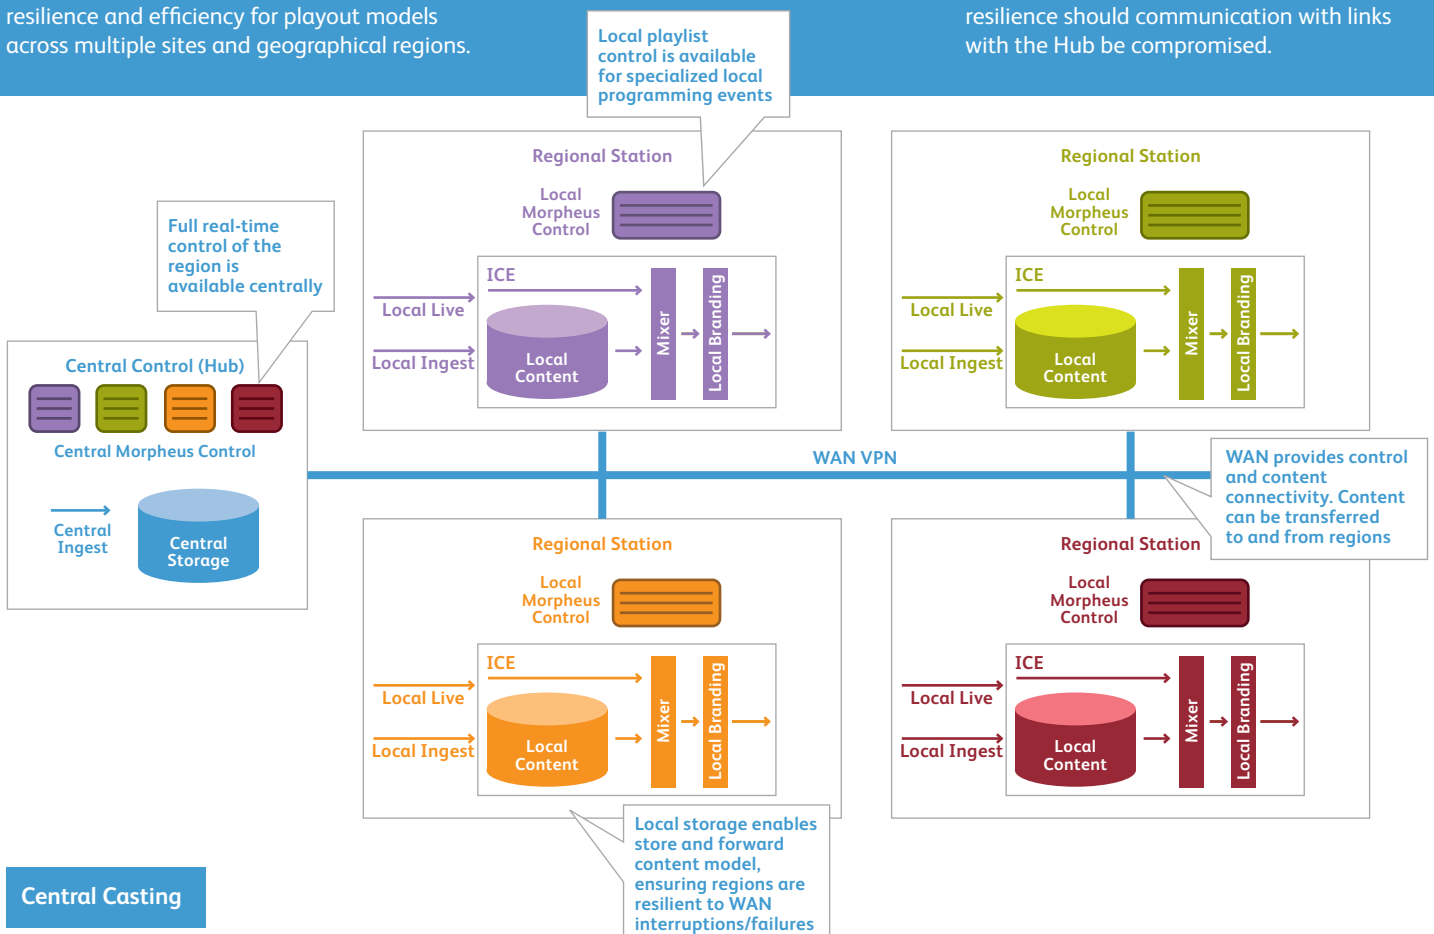 resilience and efficiency for playout models
across multiple sites and geographical regions.
resilience should communication with links
with the Hub be compromised.
Local playlist
control is available
for specialized local
programming events
Full real-time
control of the
region is
available centrally
Central Control (Hub)
Central Morpheus Control
Central
Ingest
Central
Storage
Regional Station
Local
Morpheus
Control
ICE
Local Live
Local Ingest
Local
Content
Mixer
Local Branding
Regional Station
Local
Morpheus
Control
ICE
Local Live
Local Ingest
Local
Content
Mixer
Local Branding
WAN VPN
WAN provides control
and content
connectivity. Content
can be transferred
to and from regions
Regional Station
Local
Morpheus
Control
ICE
Local Live
Local Ingest
Local
Content
Mixer
Local Branding
Regional Station
Local
Morpheus
Control
ICE
Local Live
Local Ingest
Local
Content
Mixer
Local Branding
Local storage enables
store and forward
content model,
ensuring regions are
resilient to WAN
interruptions/failures
Central Casting